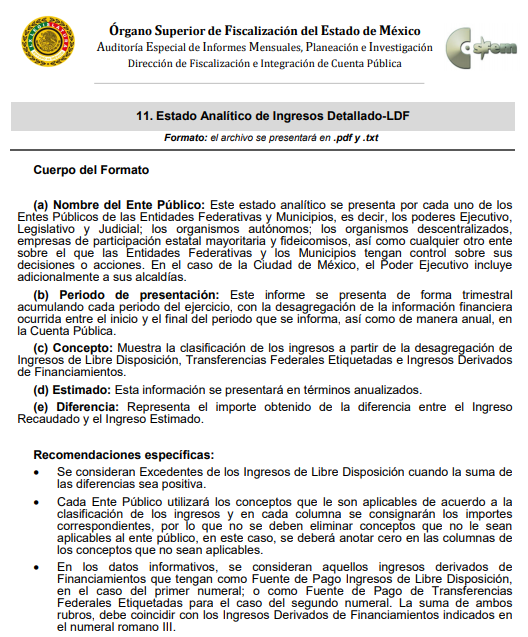 Órgano Superior de Fiscalización del Estado de México
Auditoría Especial de Informes Mensuales, Planeación e Investigación
Dirección de Fiscalización e Integración de Cuenta Pública
osfem
11. Estado Analítico de Ingresos Detallado-LDF
Formato: el archivo se presentará en .pdf y .txt
Cuerpo del Formato
(a) Nombre del Ente Público: Este estado analítico se presenta por cada uno de los
Entes Públicos de las Entidades Federativas y Municipios, es decir, los poderes Ejecutivo,
Legislativo y Judicial; los organismos autónomos; los organismos descentralizados,
empresas de participación estatal mayoritaria y fideicomisos, así como cualquier otro ente
sobre el que las Entidades Federativas y los Municipios tengan control sobre sus
decisiones o acciones. En el caso de la Ciudad de México, el Poder Ejecutivo incluye
adicionalmente a sus alcaldías.
(b) Periodo de presentación: Este informe se presenta de forma trimestral
acumulando cada periodo del ejercicio, con la desagregación de la información financiera
ocurrida entre el inicio y el final del periodo que se informa, así como de manera anual, en
la Cuenta Pública.
(c) Concepto: Muestra la clasificación de los ingresos a partir de la desagregación de
Ingresos de Libre Disposición, Transferencias Federales Etiquetadas e Ingresos Derivados
de Financiamientos.
(d) Estimado: Esta información se presentará en términos anualizados.
(e) Diferencia: Representa el importe obtenido de la diferencia entre el Ingreso
Recaudado y el Ingreso Estimado.
Recomendaciones específicas:
• Se consideran Excedentes de los Ingresos de Libre Disposición cuando la suma de
las diferencias sea positiva.
• Cada Ente Público utilizará los conceptos que le son aplicables de acuerdo a la
clasificación de los ingresos y en cada columna se consignarán los importes
correspondientes, por lo que no se deben eliminar conceptos que no le sean
aplicables al ente público, en este caso, se deberá anotar cero en las columnas de
los conceptos que no sean aplicables.
• En los datos informativos, se consideran aquellos ingresos derivados de
Financiamientos que tengan como Fuente de Pago Ingresos de Libre Disposición,
en el caso del primer numeral; o como Fuente de Pago de Transferencias
Federales Etiquetadas para el caso del segundo numeral. La suma de ambos
rubros, debe coincidir con los Ingresos Derivados de Financiamientos indicados en
el numeral romano III.